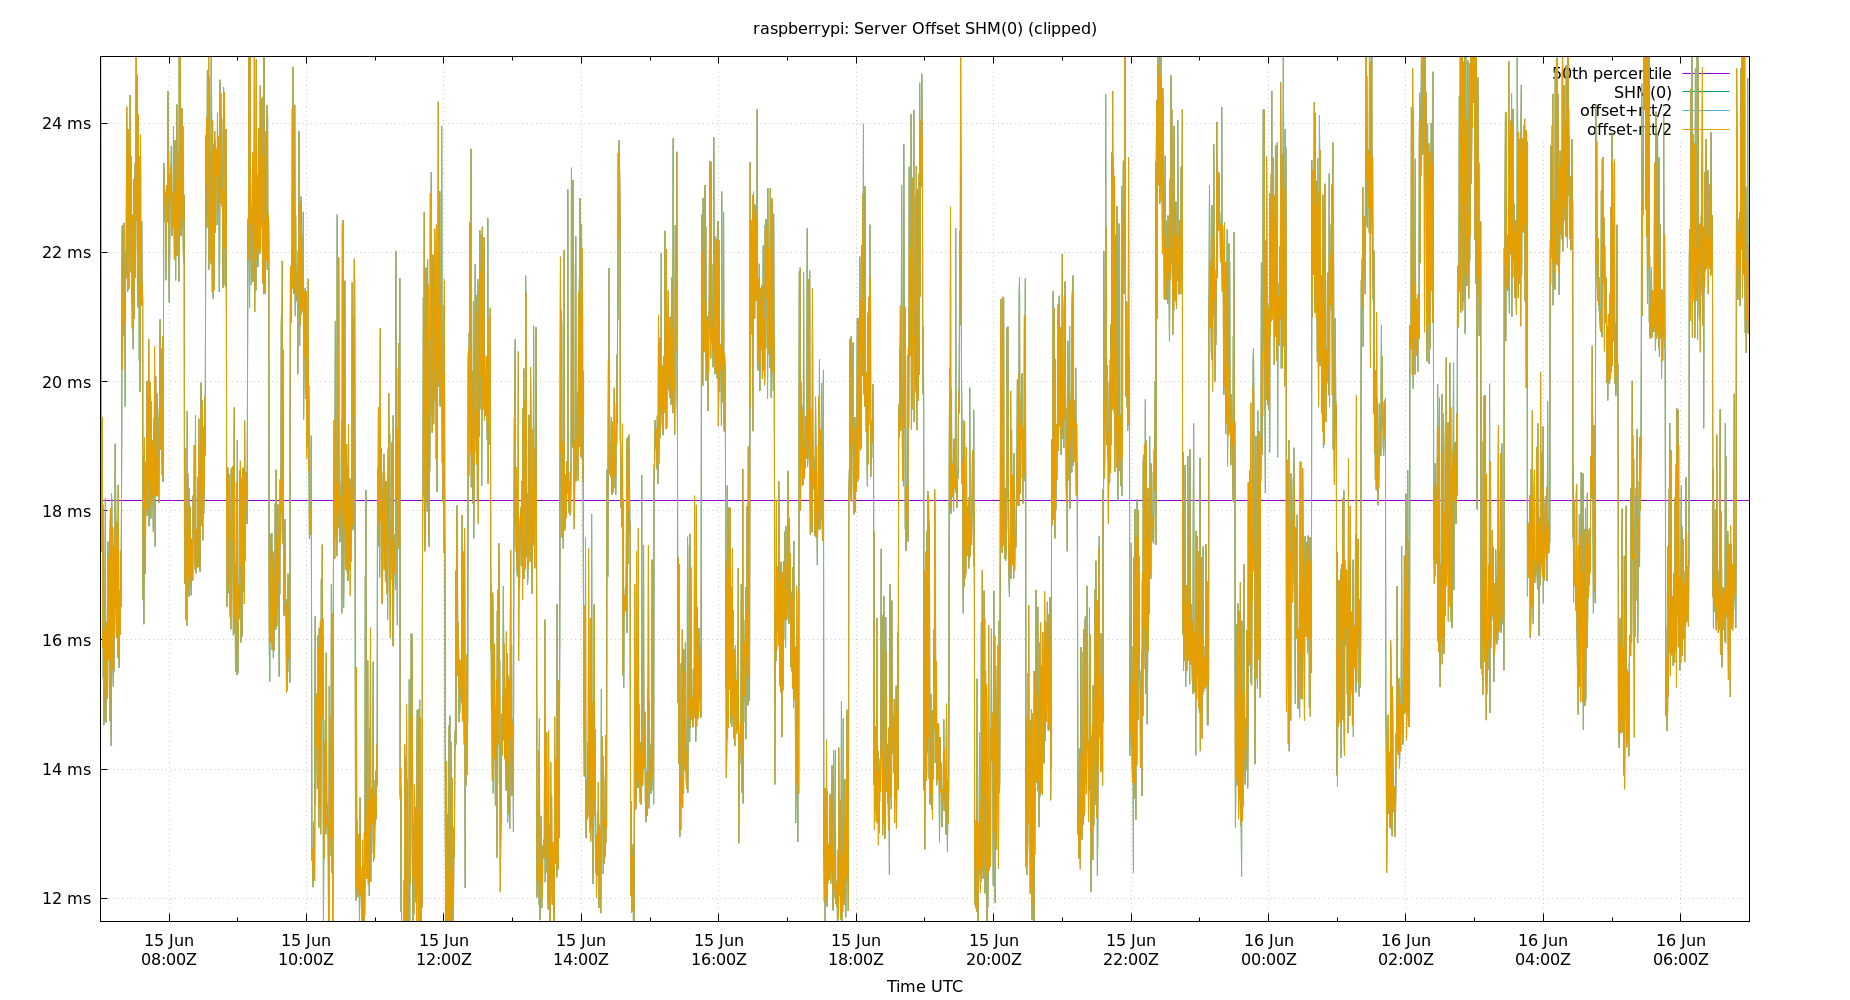 raspberrypi: Server Offset SHM(0) (clipped)
50th percentile
SHM(0)
offset+rtt/2
offset-rtt/2
24 ms
22 ms
20 ms
18 ms
16 ms
14 ms
12 ms
15 Jun 15 Jun 15 Jun 15 Jun 15 Jun 15 Jun 15 Jun 15 Jun 16 Jun 16 Jun 16 Jun 16 Jun
08:00Z 10:00Z 12:00Z 14:00Z 16:00Z 18:00Z 20:00Z 22:00Z 00:00Z 02:00Z 04:00Z 06:00Z
Time UTC